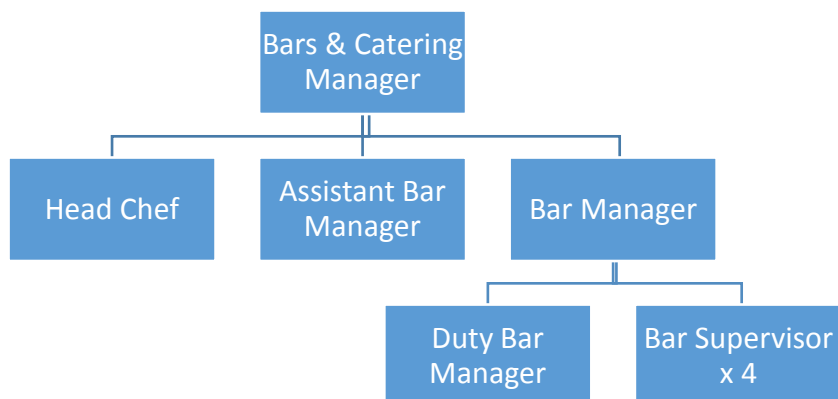 Bars & Catering
Manager
Head Chef
Assistant Bar
Manager
Bar Manager
Duty Bar
Manager
Bar Supervisor
x 4